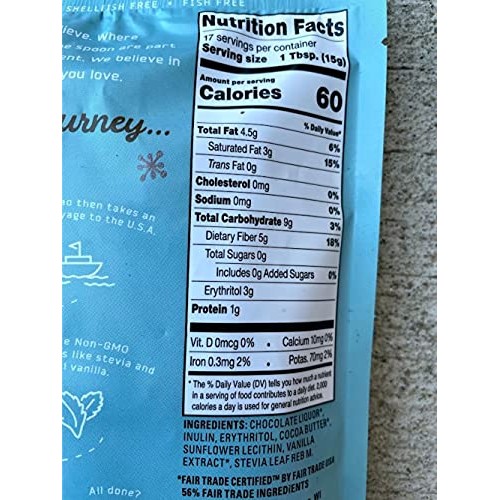 SHELLFISH FREE • FISH FREE
elieve. Where
e spoon are part
ent. We believe in
you love.
urney...
no then takes an
yage to the U.S.A.
e Non-GMO
s like stevia and
l vanilla.
All done?
Nutrition Facts
17 servings per container
Serving size 1 Tbsp. (15g)
Amount per serving
Calories 60
% Daily Value*
Total Fat 4.5g 6%
Saturated Fat 3g 15%
Trans Fat 0g
Cholesterol 0mg 0%
Sodium 0mg 0%
Total Carbohydrate 9g 3%
Dietary Fiber 5g 18%
Total Sugars 0g
Includes 0g Added Sugars 0%
Erythritol 3g
Protein 1g
Vit. D 0mcg 0% • Calcium 10mg 0%
Iron 0.3mg 2% • Potas. 70mg 2%
* The % Daily Value (DV) tells you how much a nutrient
in a serving of food contributes to a daily diet. 2,000
calories a day is used for general nutrition advice.
INGREDIENTS: CHOCOLATE LIQUOR*,
INULIN, ERYTHRITOL, COCOA BUTTER*,
SUNFLOWER LECITHIN, VANILLA
EXTRACT*, STEVIA LEAF REB M.
*FAIR TRADE CERTIFIED™ BY FAIR TRADE USA
56% FAIR TRADE INGREDIENTS
WI